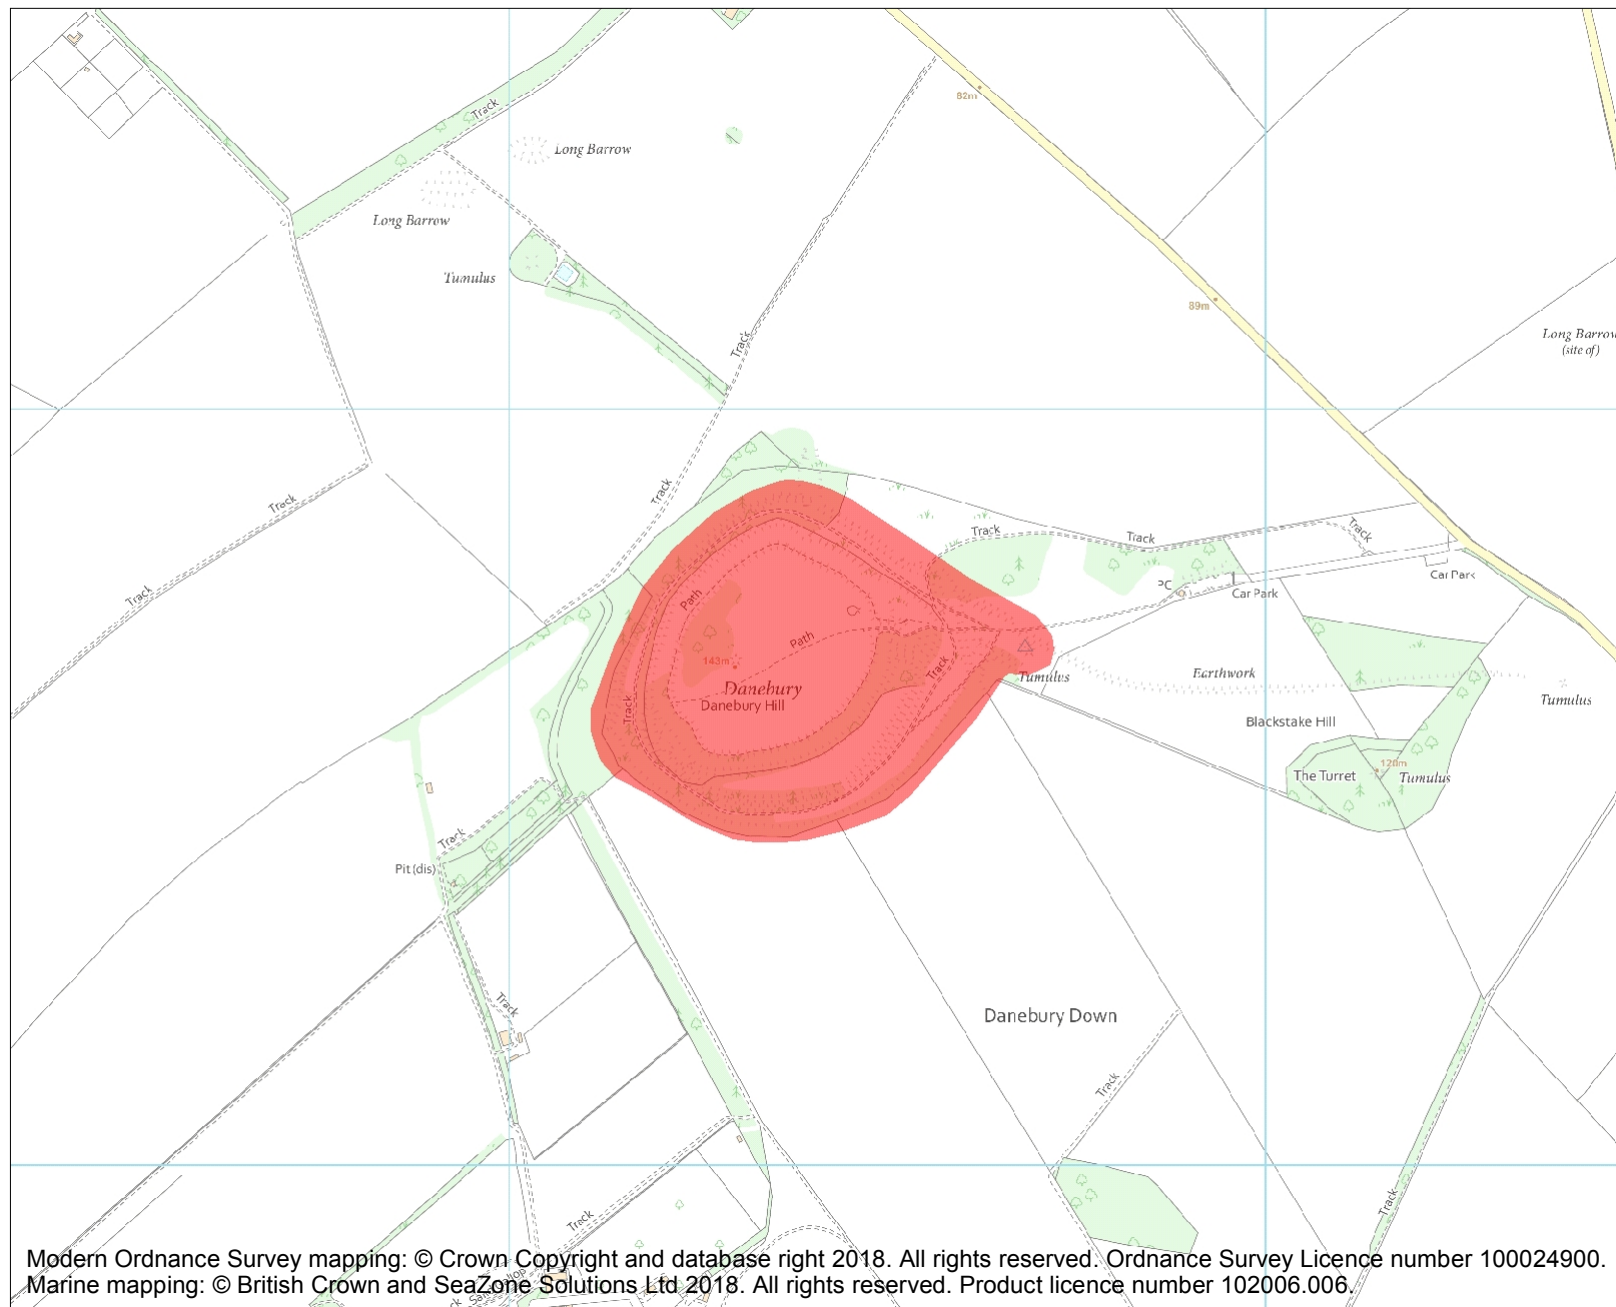 Track
82m
Long Barrow
Long Barrow
Tumulus
89m
Track
Long Barrow
(site of)
Track
Track
Track
Track
Track
Track
PC
Car Park
Car Park
Path
Path
143m
Track
Tumulus
Earthwork
Danebury
Danebury Hill
Track
Tumulus
Blackstake Hill
The Turret
120m
Tumulus
Track
Pit (dis)
Track
Danebury Down
Track
Track
Track
Modern Ordnance Survey mapping: © Crown Copyright and database right 2018. All rights reserved. Ordnance Survey Licence number 100024900.
Marine mapping: © British Crown and SeaZone Solutions Ltd 2018. All rights reserved. Product licence number 102006.006.